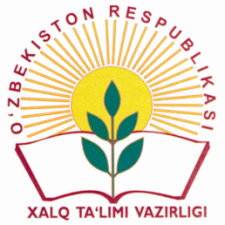 O‘ZBEKISTON RESPUBLIKASI
XALQ TA‘LIMI VAZIRLIGI